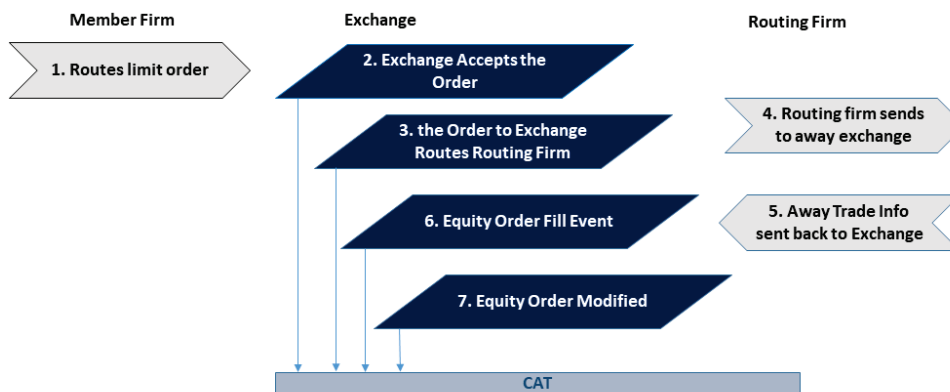 Member Firm
Exchange
Routing Firm
1. Routes limit order
2. Exchange Accepts the
Order
3. the Order to Exchange
Routes Routing Firm
4. Routing firm sends
to away exchange
6. Equity Order Fill Event
5. Away Trade Info
sent back to Exchange
7. Equity Order Modified
CAT